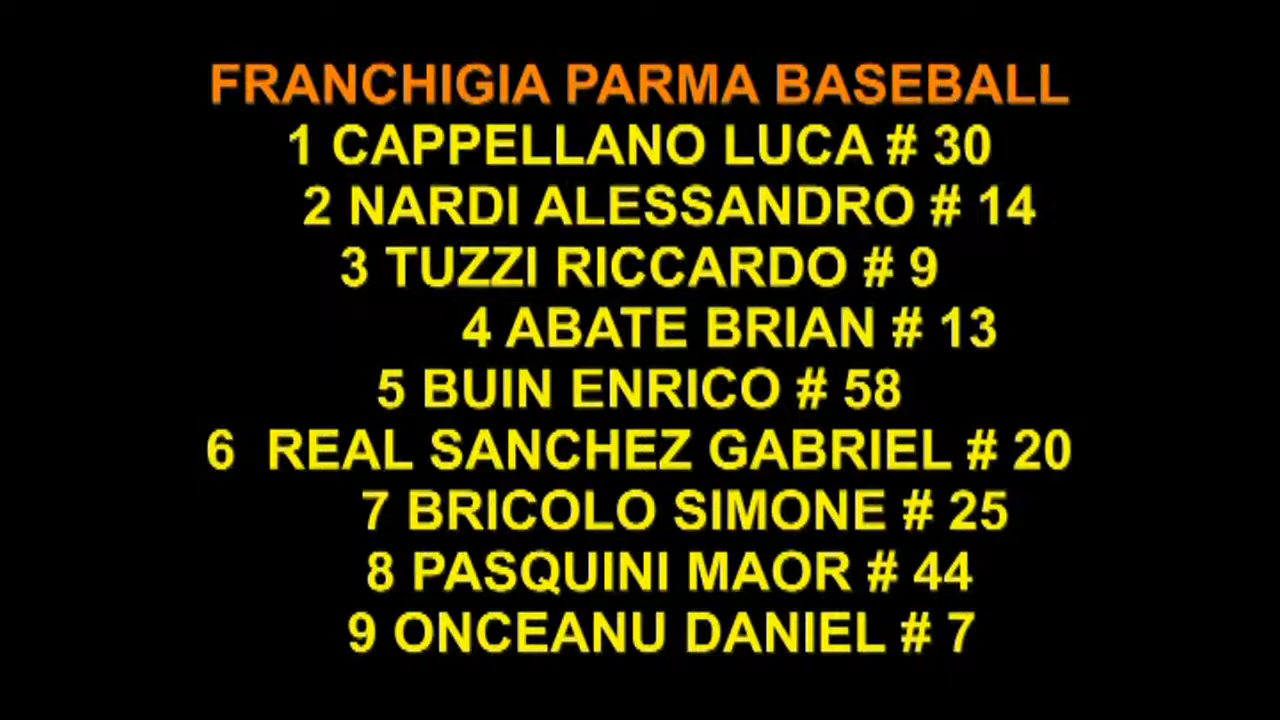 FRANCHIGIA PARMA BASEBALL
1 CAPPELLANO LUCA # 30
2 NARDI ALESSANDRO # 14
3 TUZZI RICCARDO # 9
4 ABATE BRIAN # 13
5 BUIN ENRICO # 58
6 REAL SANCHEZ GABRIEL # 20
7 BRICOLO SIMONE # 25
8 PASQUINI MAOR # 44
9 ONCEANU DANIEL # 7